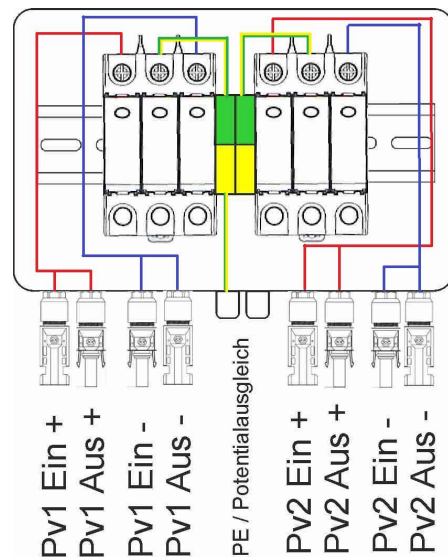 Pv1 Ein +
Pv1 Aus +
Pv1 Ein -
Pv1 Aus -
PE / Potentialausgleich
Pv2 Ein +
Pv2 Aus +
Pv2 Ein -
Pv2 Aus -